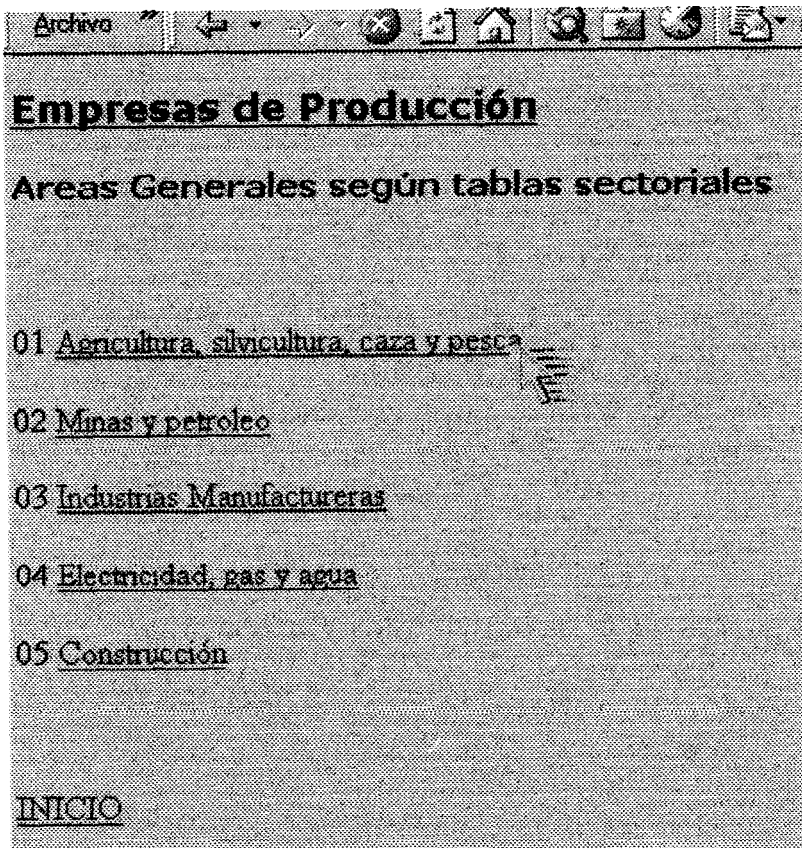 Archivo »
Empresas de Producción
Areas Generales según tablas sectoriales
01 Agricultura, silvicultura, caza y pesca
02 Minas y petroleo
03 Industrias Manufactureras
04 Electricidad, gas y agua
05 Construcción
INICIO